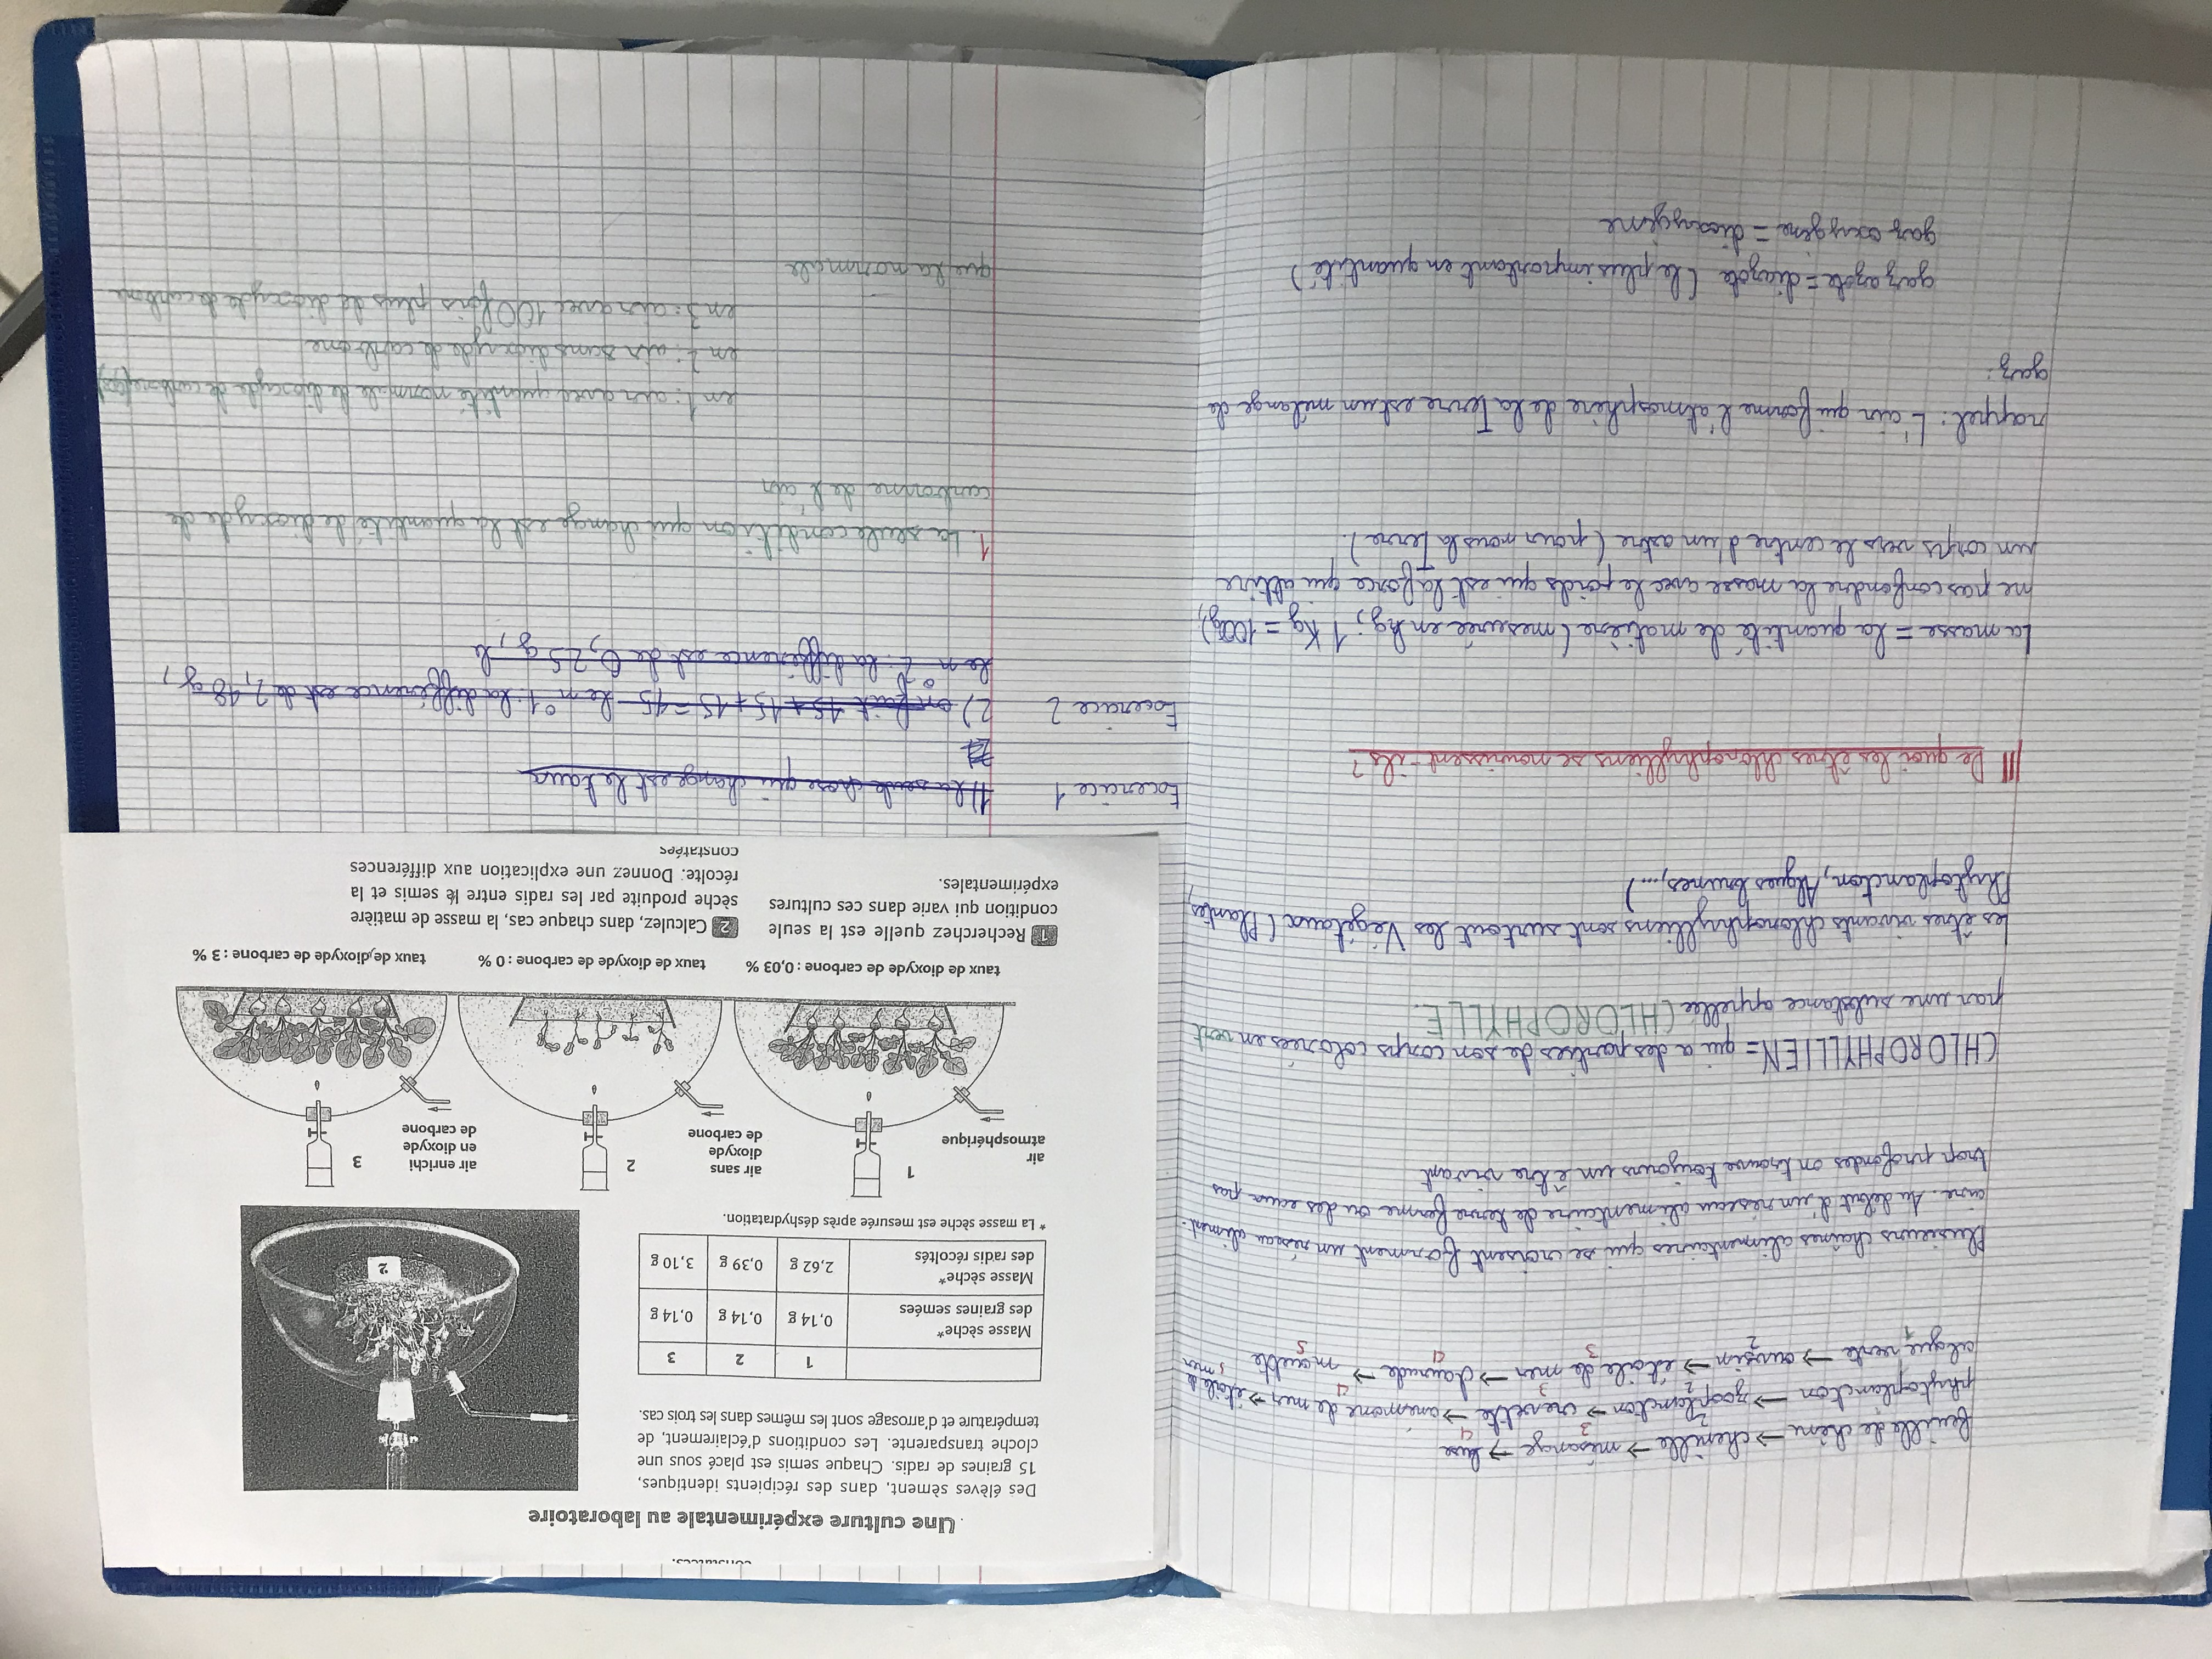 feuille de chêne → chenille → mésange → buse
2 3 4
phytoplancton → zooplancton → crevette → anémone de mer → étoile de mer
2 3 4 5
algue verte → oursin → étoile de mer → daurade → mouette
1 2 3 4 5
Plusieurs chaînes alimentaires qui se croisent forment un réseau aliment-
aire. Au début d'un réseau alimentaire de terre ferme ou des eaux pas
trop profondes on trouve toujours un être vivant
CHLOROPHYLLIEN = qui a des parties de son corps colorées en vert
par une substance appellée CHLOROPHYLLE.
Les êtres vivants chlorophylliens sont surtout les Végétaux (Plantes,
Phytoplancton, Algues brunes,...)
III De quoi les êtres chlorophylliens se nourissent-ils?
La masse = la quantité de matière (mesurée en kg; 1 Kg = 1000g),
ne pas confondre la masse avec le poids qui est la force qui attire
un corps vers le centre d'un astre (pour nous la Terre).
rappel: L'air qui forme l'atmosphère de la Terre est un mélange de
gaz:
gaz azote = diazote (le plus important en quantité)
gaz oxygène = dioxygène
constatées.
Une culture expérimentale au laboratoire
Des élèves sèment, dans des récipients identiques,
15 graines de radis. Chaque semis est placé sous une
cloche transparente. Les conditions d'éclairement, de
température et d'arrosage sont les mêmes dans les trois cas.
1 2 3
Masse sèche*
des graines semées 0,14 g 0,14 g 0,14 g
Masse sèche*
des radis récoltés 2,62 g 0,39 g 3,10 g
* La masse sèche est mesurée après déshydratation.
2
air
atmosphérique
1
air sans
dioxyde
de carbone
2
air enrichi
en dioxyde
de carbone
3
taux de dioxyde de carbone : 0,03 %
taux de dioxyde de carbone : 0 %
taux de dioxyde de carbone : 3 %
1 Recherchez quelle est la seule
condition qui varie dans ces cultures
expérimentales.
2 Calculez, dans chaque cas, la masse de matière
sèche produite par les radis entre le semis et la
récolte. Donnez une explication aux différences
constatées
Excercice 1 1) la seule chose qui change est le taux
Excercice 2 2) on fait 15 + 15 + 15 = 45 le n°1: la différence est de 2,48 g,
le n°2: la différence est de 0,25 g, le
1. La seule condition qui change est la quantité de dioxyde de
carbonne de l'air
en 1: air avec quantité normale de dioxyde de carbone
en 2: air sans dioxyde de carbone
en 3: air avec 100 fois plus de dioxyde de carbone
que la normale